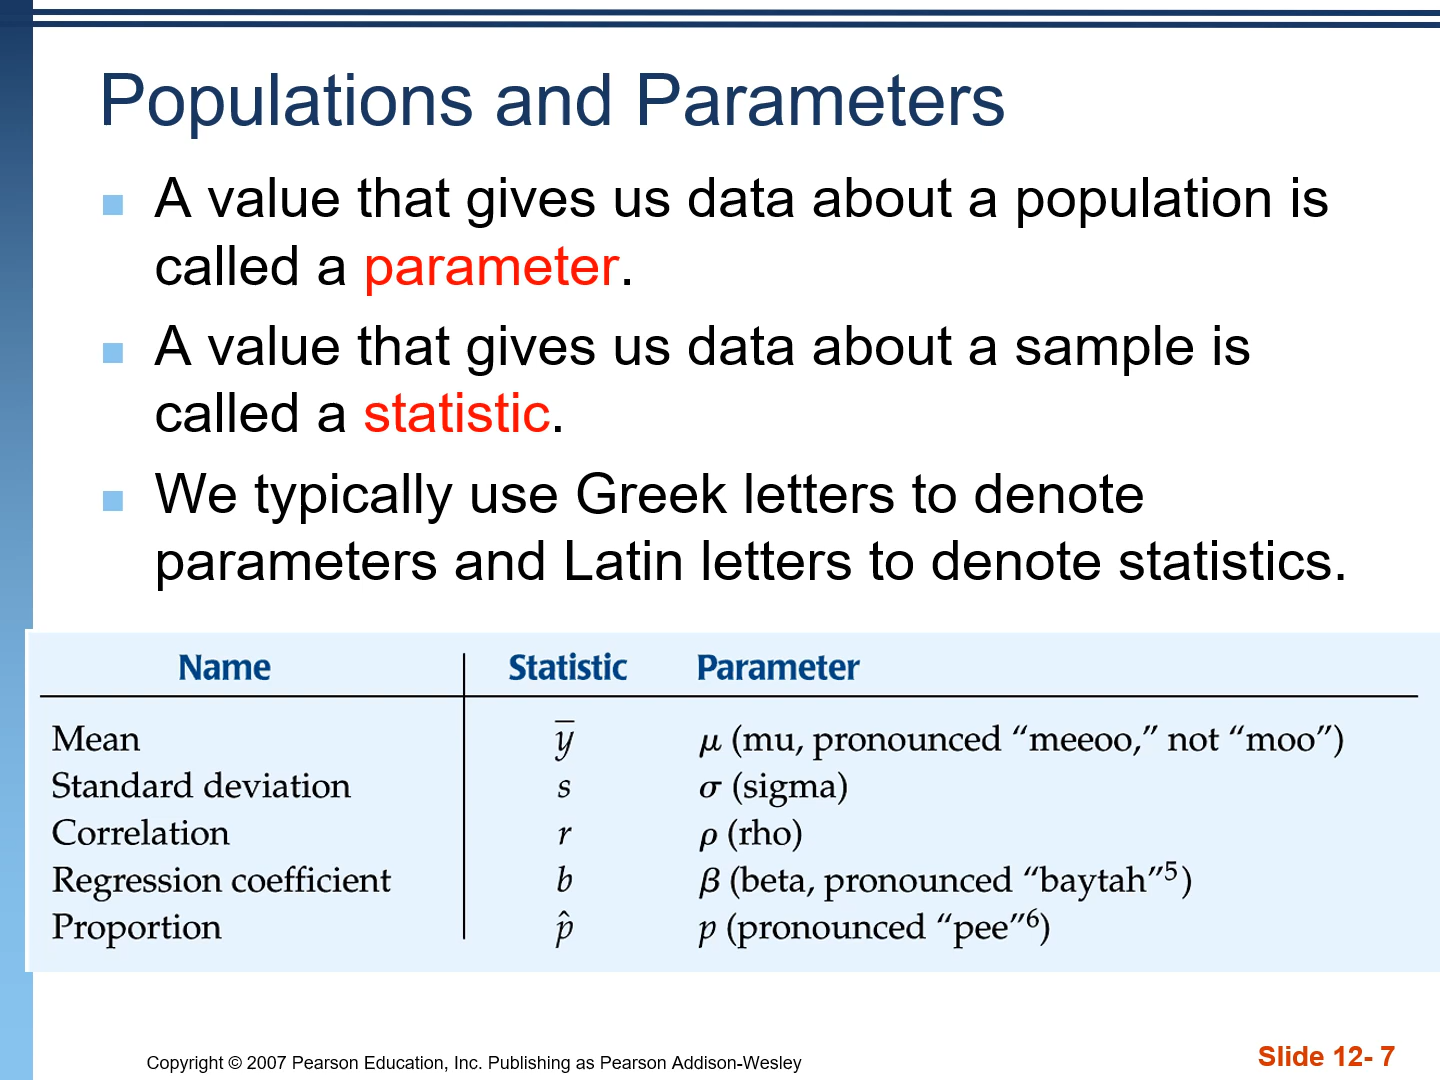 Populations and Parameters
A value that gives us data about a population is
called a parameter.
A value that gives us data about a sample is
called a statistic.
We typically use Greek letters to denote
parameters and Latin letters to denote statistics.
Name Statistic Parameter
Mean y̅ μ (mu, pronounced “meeoo,” not “moo”)
Standard deviation s σ (sigma)
Correlation r ρ (rho)
Regression coefficient b β (beta, pronounced “baytah”⁵)
Proportion p̂ p (pronounced “pee”⁶)
Copyright © 2007 Pearson Education, Inc. Publishing as Pearson Addison-Wesley
Slide 12- 7